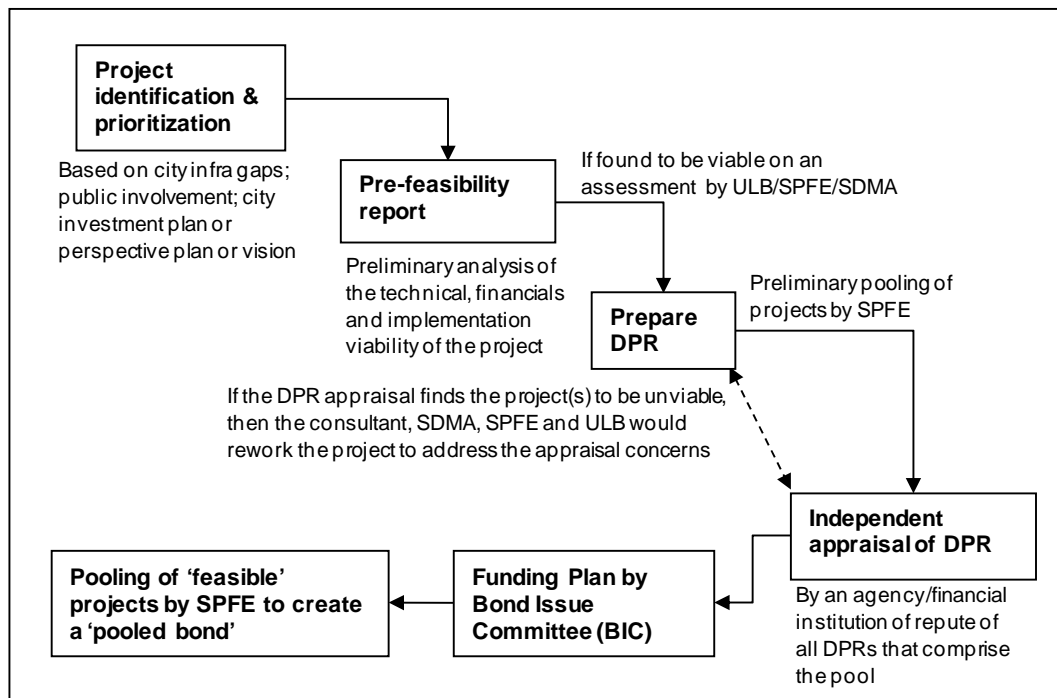 Project
identification &
prioritization
Based on city infra gaps;
public involvement; city
investment plan or
perspective plan or vision
Pre-feasibility
report
If found to be viable on an
assessment by ULB/SPFE/SDMA
Preliminary analysis of
the technical, financials
and implementation
viability of the project
Prepare
DPR
Preliminary pooling of
projects by SPFE
If the DPR appraisal finds the project(s) to be unviable,
then the consultant, SDMA, SPFE and ULB would
rework the project to address the appraisal concerns
Independent
appraisal of DPR
By an agency/financial
institution of repute of
all DPRs that comprise
the pool
Funding Plan by
Bond Issue
Committee (BIC)
Pooling of ‘feasible’
projects by SPFE to create
a ‘pooled bond’